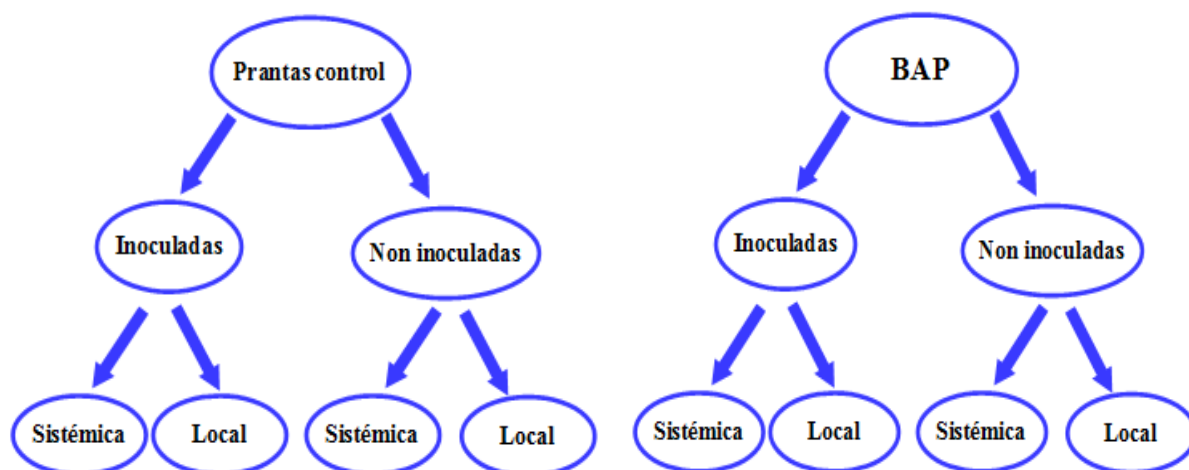 Prantas control
BAP
Inoculadas
Non inoculadas
Inoculadas
Non inoculadas
Sistémica
Local
Sistémica
Local
Sistémica
Local
Sistémica
Local